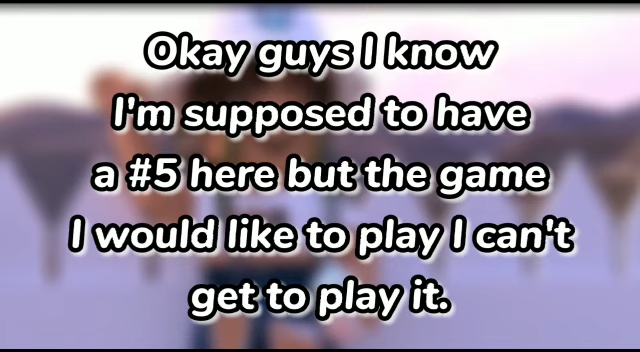 Okay guys I know
I'm supposed to have
a #5 here but the game
I would like to play I can't
get to play it.